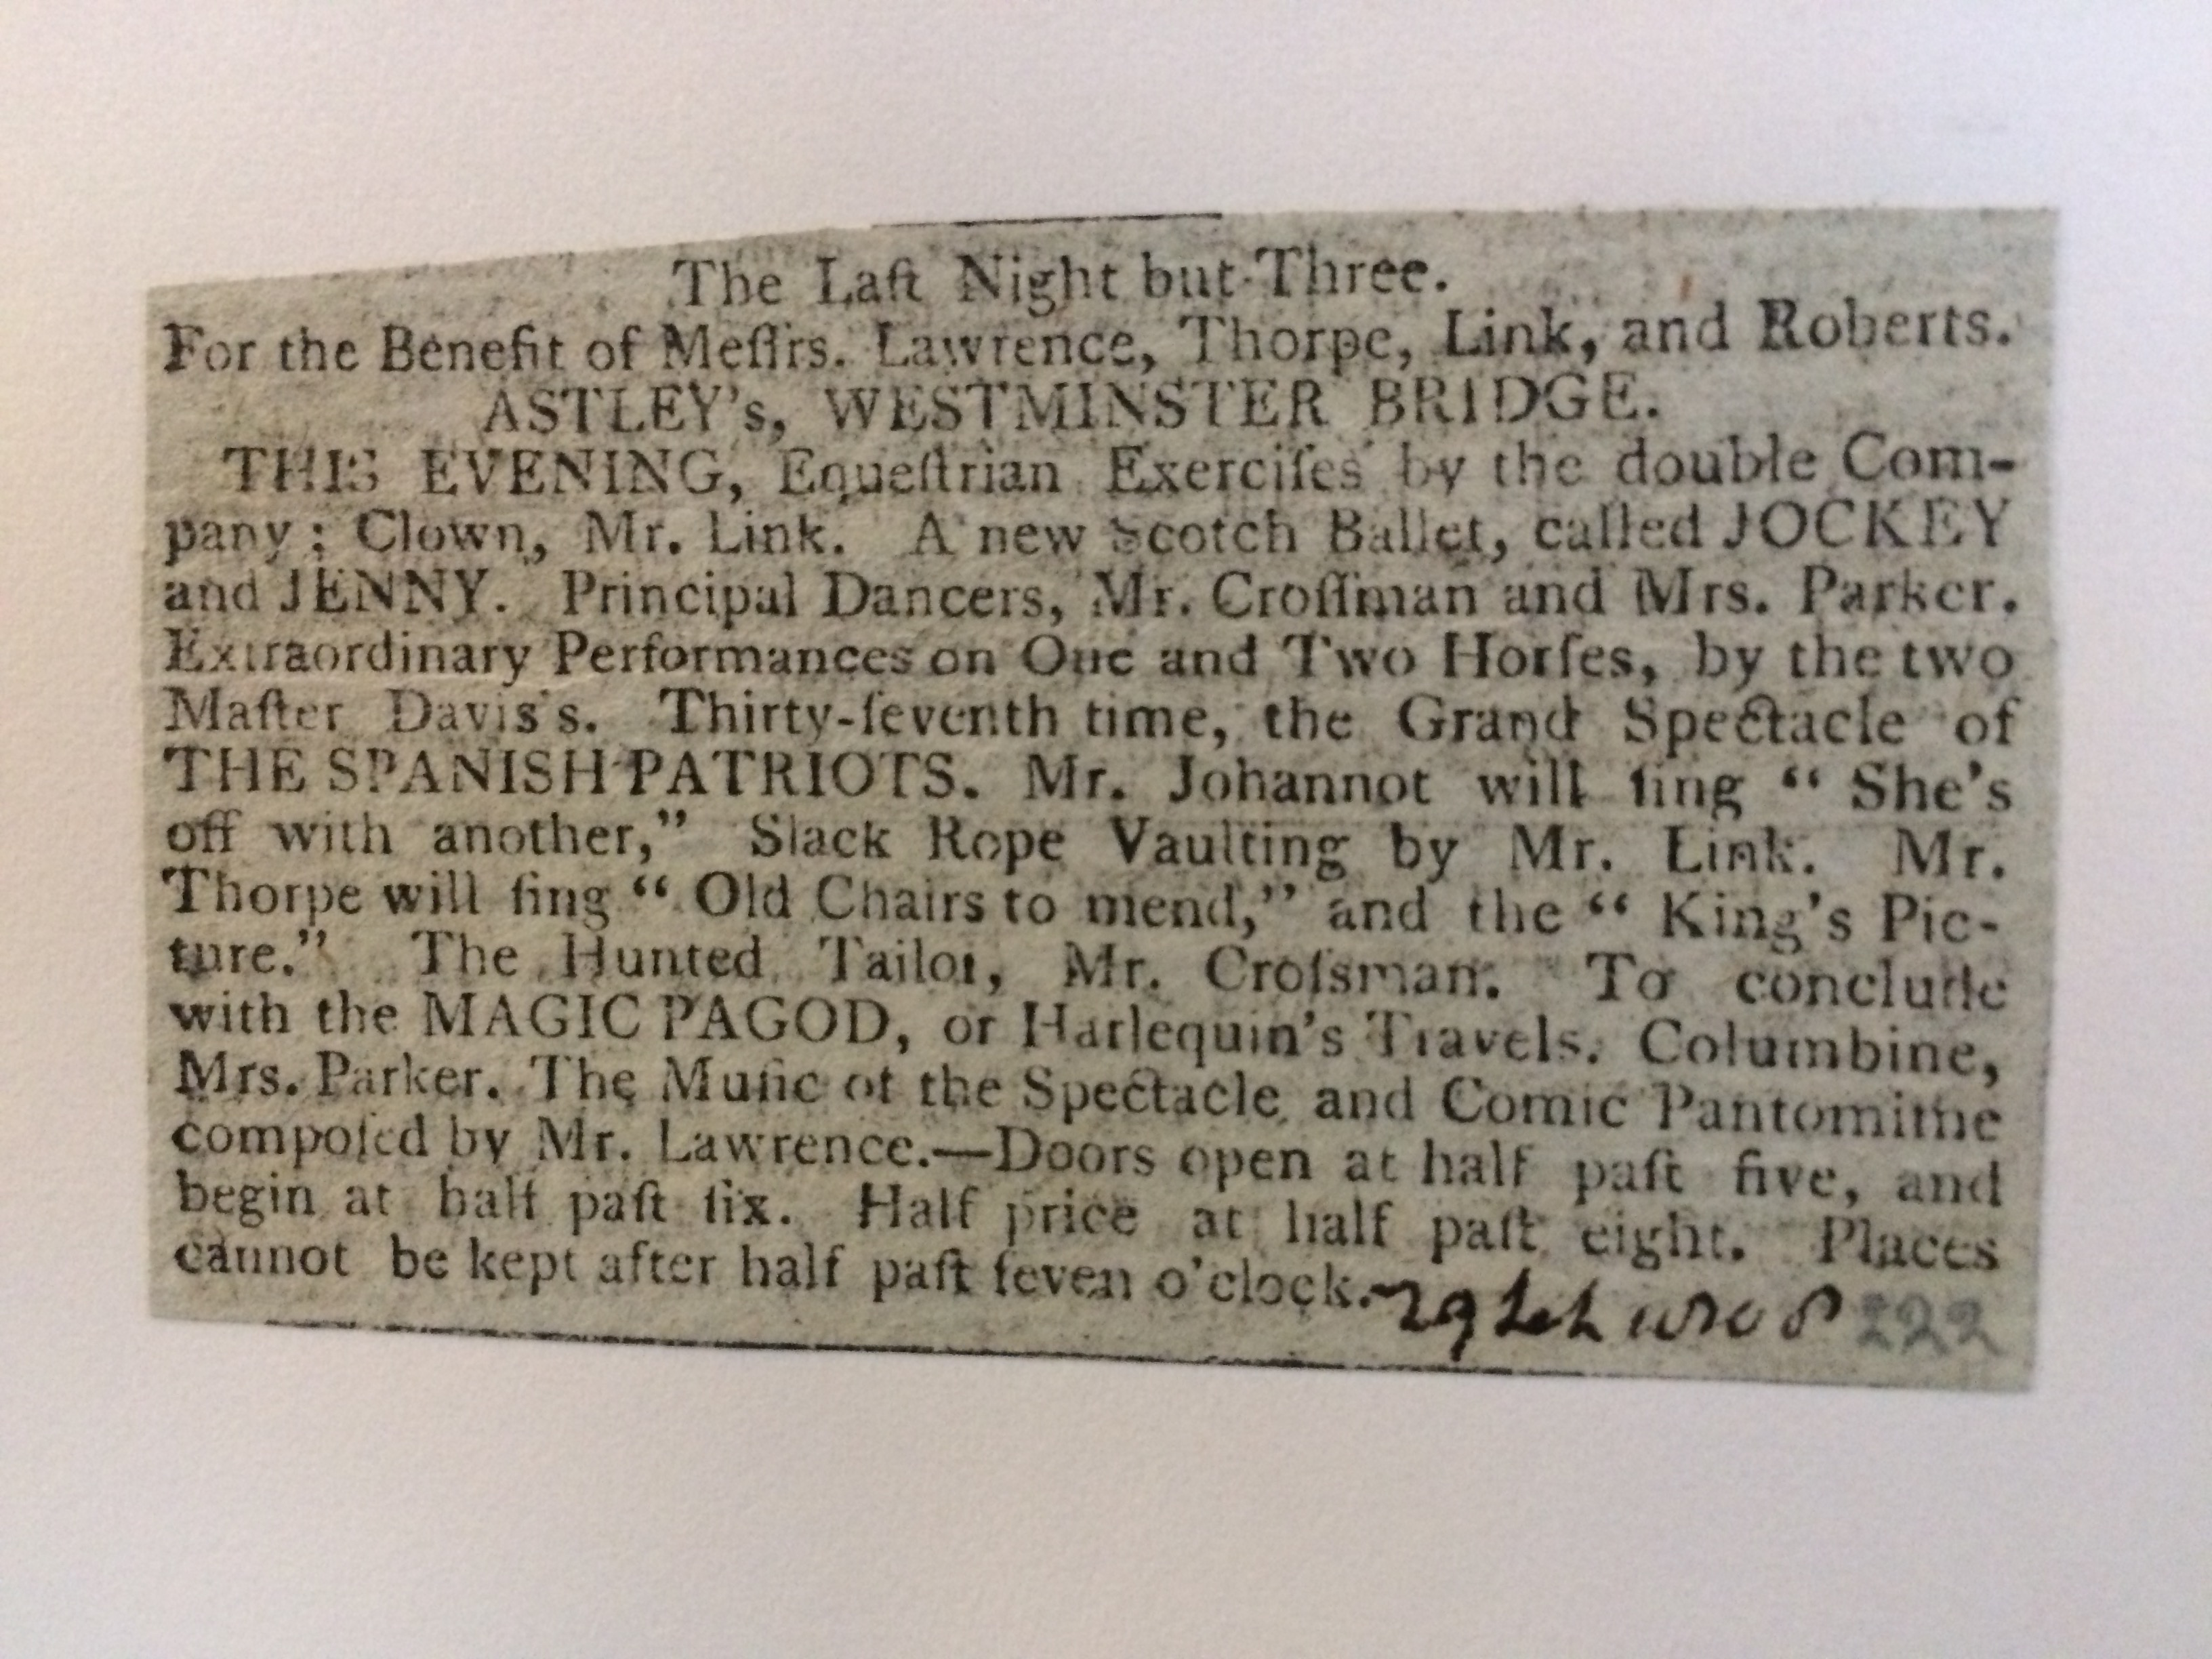 The Laſt Night but Three.
For the Benefit of Meſſrs. Lawrence, Thorpe, Link, and Roberts.
ASTLEY's, WESTMINSTER BRIDGE.
THIS EVENING, Equeſtrian Exerciſes by the double Com-
pany; Clown, Mr. Link. A new Scotch Ballet, called JOCKEY
and JENNY. Principal Dancers, Mr. Croſſman and Mrs. Parker.
Extraordinary Performances on One and Two Horſes, by the two
Maſter Davis's. Thirty-ſeventh time, the Grand Spectacle of
THE SPANISH PATRIOTS. Mr. Johannot will ſing “ She's
off with another,” Slack Rope Vaulting by Mr. Link. Mr.
Thorpe will ſing “ Old Chairs to mend,” and the “ King's Pic-
ture.” The Hunted Tailor, Mr. Croſsman. To conclude
with the MAGIC PAGOD, or Harlequin's Travels. Columbine,
Mrs. Parker. The Muſic of the Spectacle and Comic Pantomime
compoſed by Mr. Lawrence.—Doors open at half paſt five, and
begin at half paſt ſix. Half price at half paſt eight. Places
cannot be kept after half paſt ſeven o'clock. 29 222